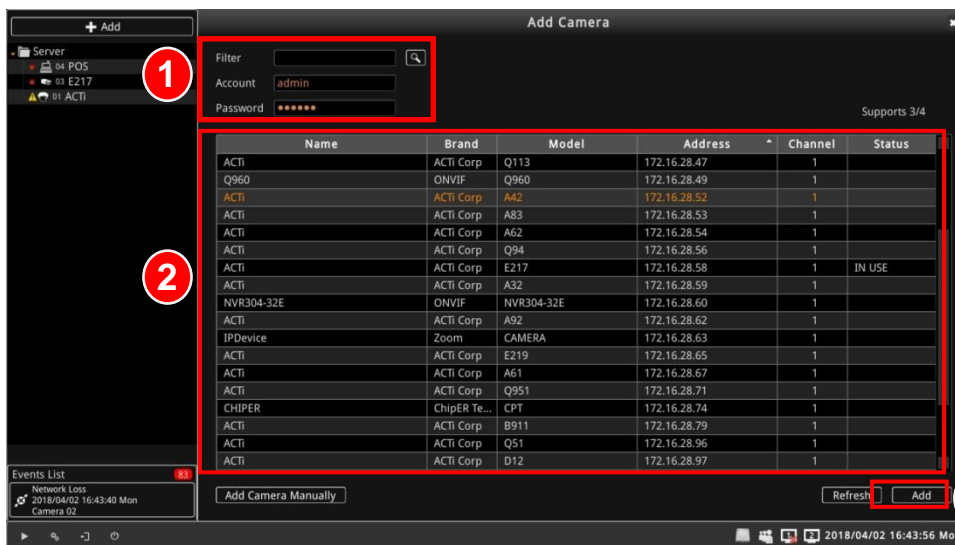 + Add
Add Camera
Server
04 POS
03 E217
01 ACTi
1
Filter
Account admin
Password ••••••
Supports 3/4
Name Brand Model Address Channel Status
ACTi ACTi Corp Q113 172.16.28.47 1
Q960 ONVIF Q960 172.16.28.49 1
ACTi ACTi Corp A42 172.16.28.52 1
ACTi ACTi Corp A83 172.16.28.53 1
ACTi ACTi Corp A62 172.16.28.54 1
ACTi ACTi Corp Q94 172.16.28.56 1
ACTi ACTi Corp E217 172.16.28.58 1 IN USE
ACTi ACTi Corp A32 172.16.28.59 1
NVR304-32E ONVIF NVR304-32E 172.16.28.60 1
ACTi ACTi Corp A92 172.16.28.62 1
IPDevice Zoom CAMERA 172.16.28.63 1
ACTi ACTi Corp E219 172.16.28.65 1
ACTi ACTi Corp A61 172.16.28.67 1
ACTi ACTi Corp Q951 172.16.28.71 1
CHIPER ChipER Te... CPT 172.16.28.74 1
ACTi ACTi Corp B911 172.16.28.79 1
ACTi ACTi Corp Q51 172.16.28.96 1
ACTi ACTi Corp D12 172.16.28.97 1
2
Events List 83
Network Loss
2018/04/02 16:43:40 Mon
Camera 02
Add Camera Manually
Refresh
Add
1
2
2018/04/02 16:43:56 Mo